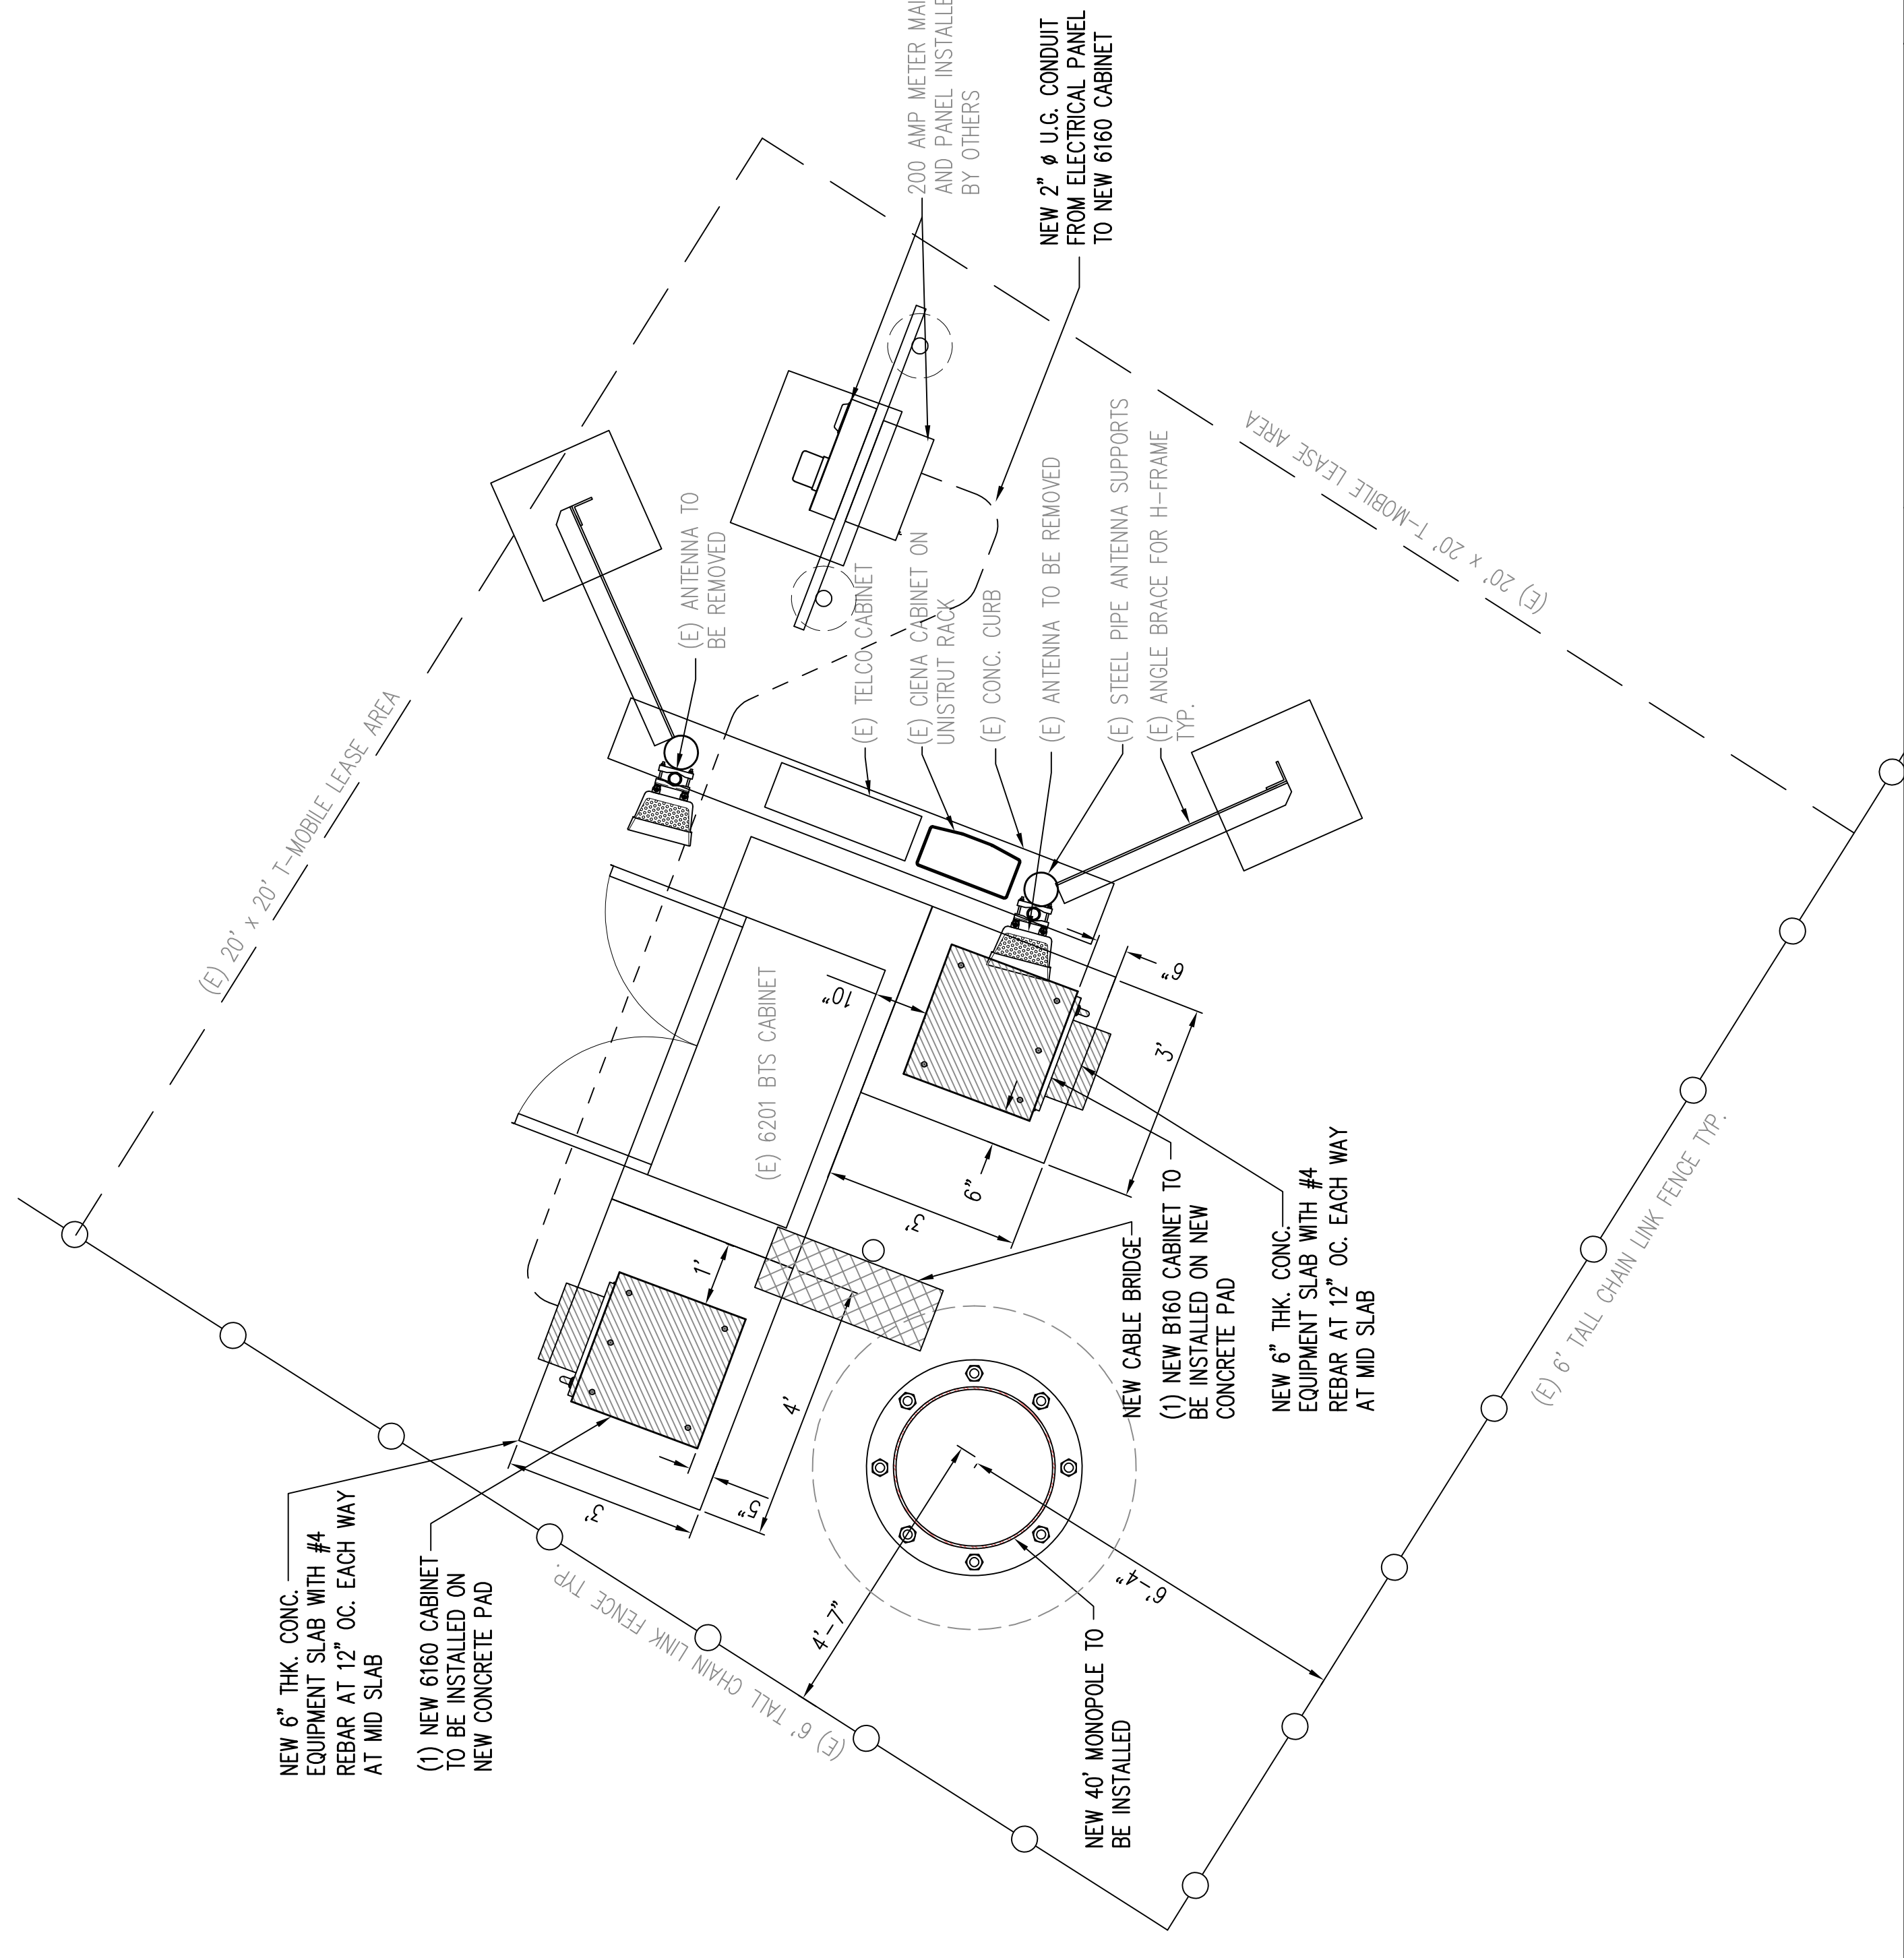 NEW 6" THK. CONC.
EQUIPMENT SLAB WITH #4
REBAR AT 12" OC. EACH WAY
AT MID SLAB
(1) NEW 6160 CABINET
TO BE INSTALLED ON
NEW CONCRETE PAD
(E) 20' x 20' T-MOBILE LEASE AREA
(E) 6' TALL CHAIN LINK FENCE TYP.
(E) ANTENNA TO
BE REMOVED
200 AMP METER
AND PANEL
BY OTHERS
NEW 2" ø U.G. CONDUIT
FROM ELECTRICAL PANEL
TO NEW 6160 CABINET
(E) TELCO CABINET
(E) CIENA CABINET ON
UNISTRUT RACK
(E) CONC. CURB
(E) ANTENNA TO BE REMOVED
(E) STEEL PIPE ANTENNA SUPPORTS
(E) ANGLE BRACE FOR H-FRAME
TYP.
(E) 20' x 20' T-MOBILE LEASE AREA
(E) 6201 BTS CABINET
10"
6"
3'
6"
3'
1'
4'
5"
3'
4'-7"
6'-4"
NEW CABLE BRIDGE
(1) NEW B160 CABINET TO
BE INSTALLED ON NEW
CONCRETE PAD
NEW 6" THK. CONC.
EQUIPMENT SLAB WITH #4
REBAR AT 12" OC. EACH WAY
AT MID SLAB
NEW 40' MONOPOLE TO
BE INSTALLED
(E) 6' TALL CHAIN LINK FENCE TYP.